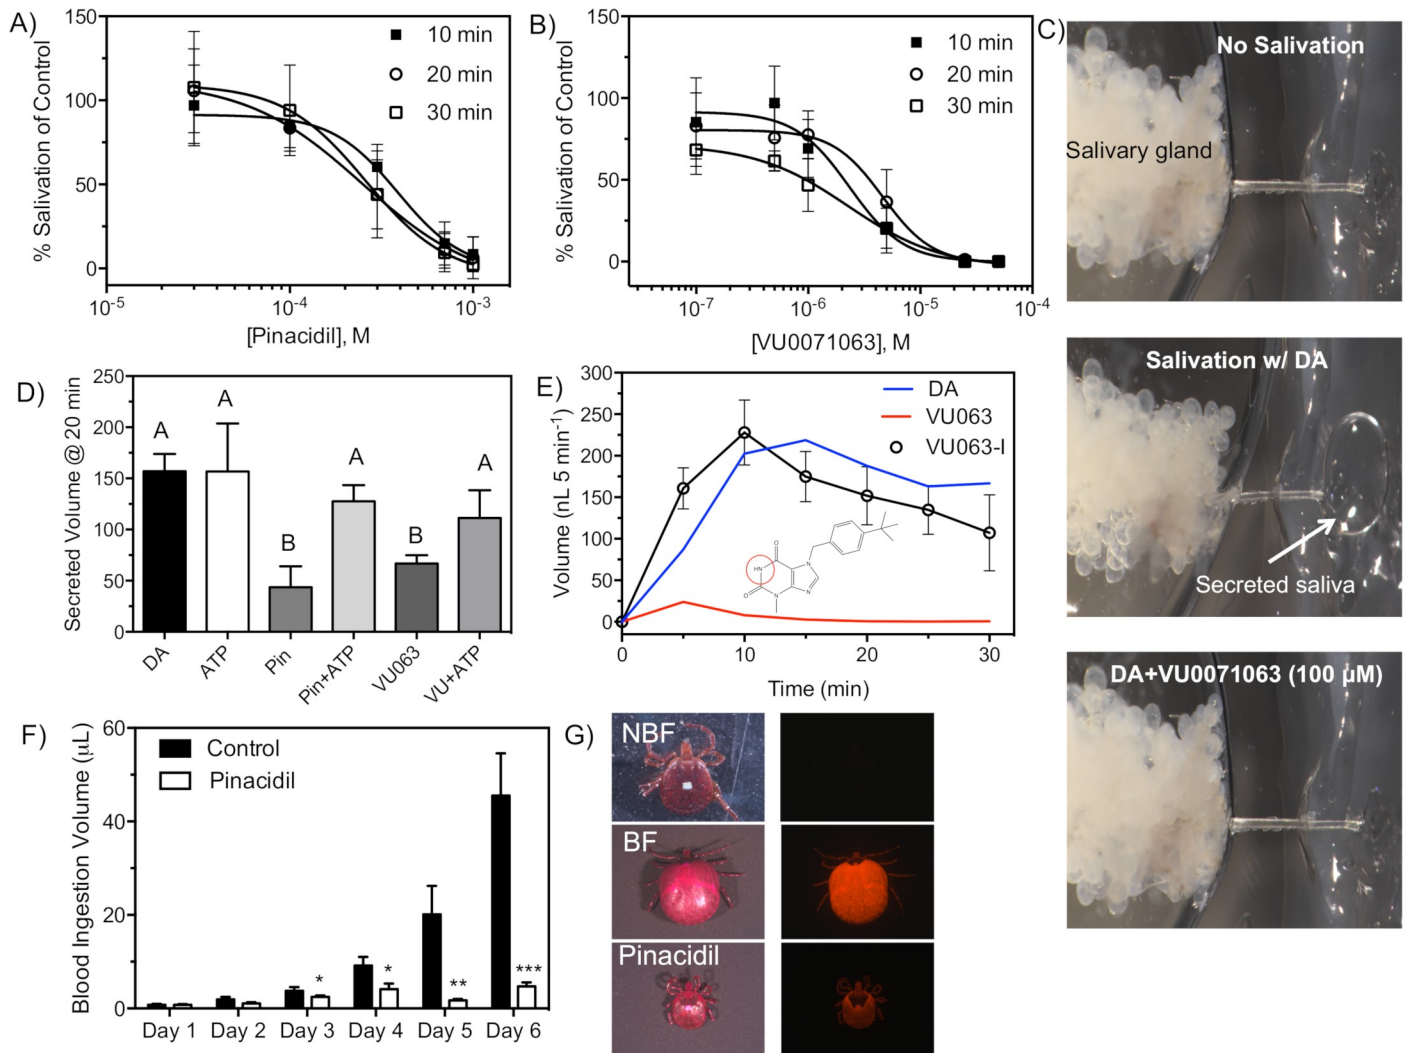 A)
150
100
50
0
% Salivation of Control
10 min
20 min
30 min
10-5
10-4
10-3
[Pinacidil], M
B)
150
100
50
0
% Salivation of Control
10 min
20 min
30 min
10-7
10-6
10-5
10-4
[VU0071063], M
C)
No Salivation
Salivary gland
Salivation w/ DA
Secreted saliva
DA+VU0071063 (100 µM)
D)
250
200
150
100
50
0
Secreted Volume @ 20 min
A
A
B
A
B
A
DA
ATP
Pin
Pin+ATP
VU063
VU+ATP
E)
300
250
200
150
100
50
0
Volume (nL 5 min-1)
DA
VU063
VU063-I
O
HN
O
N
N
N
0
10
20
30
Time (min)
F)
60
40
20
0
Blood Ingestion Volume (µL)
Control
Pinacidil
*
*
**
***
Day 1
Day 2
Day 3
Day 4
Day 5
Day 6
G)
NBF
BF
Pinacidil